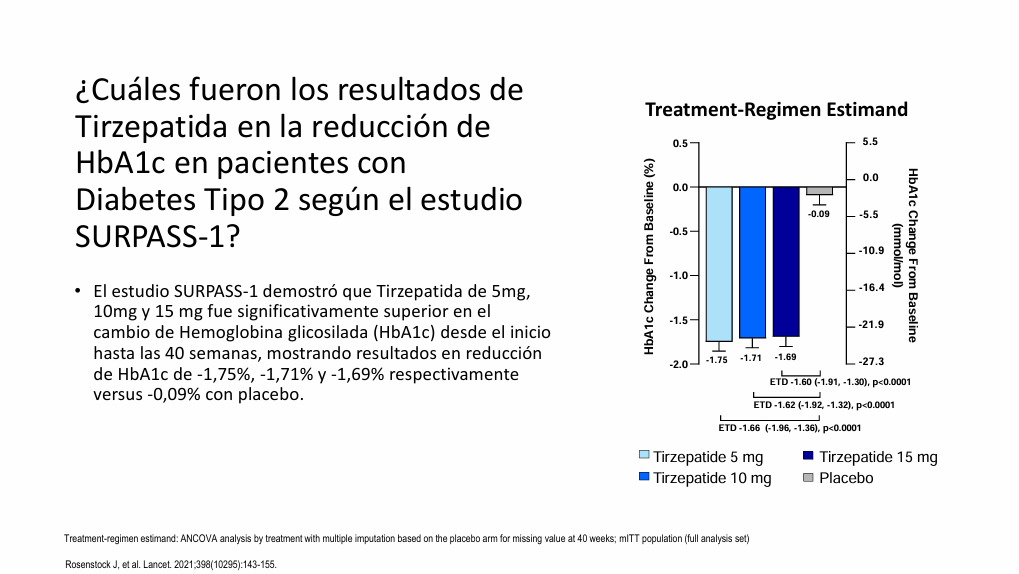 ¿Cuáles fueron los resultados de
Tirzepatida en la reducción de
HbA1c en pacientes con
Diabetes Tipo 2 según el estudio
SURPASS-1?
• El estudio SURPASS-1 demostró que Tirzepatida de 5mg,
10mg y 15 mg fue significativamente superior en el
cambio de Hemoglobina glicosilada (HbA1c) desde el inicio
hasta las 40 semanas, mostrando resultados en reducción
de HbA1c de -1,75%, -1,71% y -1,69% respectivamente
versus -0,09% con placebo.
Treatment-Regimen Estimand
HbA1c Change From Baseline (%)
0.5
0.0
-0.5
-1.0
-1.5
-2.0
-1.75
-1.71
-1.69
-0.09
5.5
0.0
-5.5
-10.9
-16.4
-21.9
-27.3
HbA1c Change From Baseline
(mmol/mol)
ETD -1.60 (-1.91, -1.30), p<0.0001
ETD -1.62 (-1.92, -1.32), p<0.0001
ETD -1.66 (-1.96, -1.36), p<0.0001
Tirzepatide 5 mg
Tirzepatide 15 mg
Tirzepatide 10 mg
Placebo
Treatment-regimen estimand: ANCOVA analysis by treatment with multiple imputation based on the placebo arm for missing value at 40 weeks; mITT population (full analysis set)
Rosenstock J, et al. Lancet. 2021;398(10295):143-155.